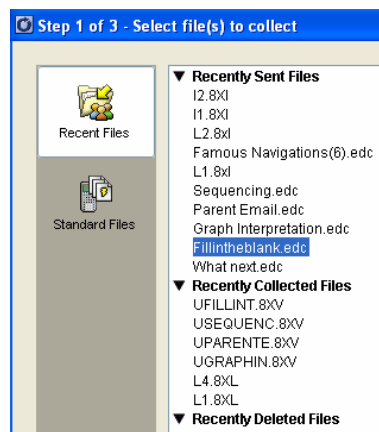 Step 1 of 3 - Select file(s) to collect
Recent Files
Standard Files
▼ Recently Sent Files
I2.8XI
I1.8XI
L2.8xl
Famous Navigations(6).edc
L1.8xl
Sequencing.edc
Parent Email.edc
Graph Interpretation.edc
Fillintheblank.edc
What next.edc
▼ Recently Collected Files
UFILLINT.8XV
USEQUENC.8XV
UPARENTE.8XV
UGRAPHIN.8XV
L4.8XL
L1.8XL
▼ Recently Deleted Files